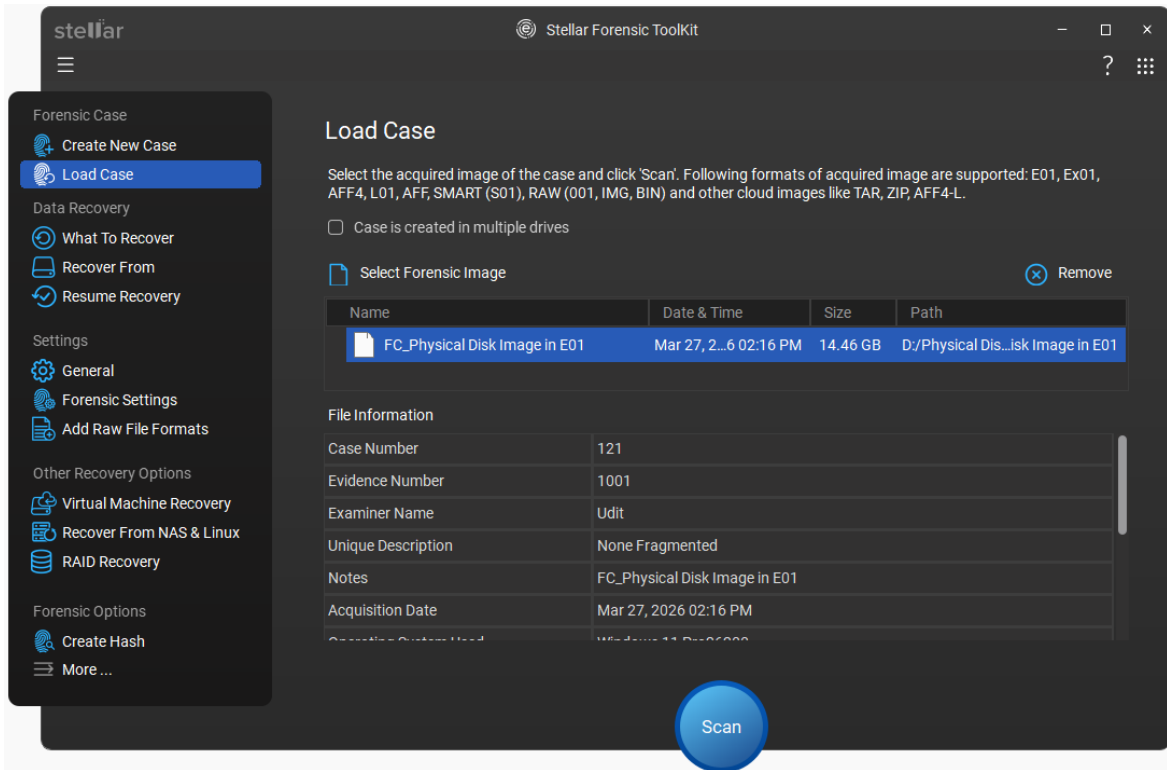 stellar
Stellar Forensic ToolKit
?
Forensic Case
Create New Case
Load Case
Data Recovery
What To Recover
Recover From
Resume Recovery
Settings
General
Forensic Settings
Add Raw File Formats
Other Recovery Options
Virtual Machine Recovery
Recover From NAS & Linux
RAID Recovery
Forensic Options
Create Hash
More ...
Load Case
Select the acquired image of the case and click 'Scan'. Following formats of acquired image are supported: E01, Ex01,
AFF4, L01, AFF, SMART (S01), RAW (001, IMG, BIN) and other cloud images like TAR, ZIP, AFF4-L.
Case is created in multiple drives
Select Forensic Image Remove
Name Date & Time Size Path
FC_Physical Disk Image in E01 Mar 27, 2...6 02:16 PM 14.46 GB D:/Physical Dis...isk Image in E01
File Information
Case Number 121
Evidence Number 1001
Examiner Name Udit
Unique Description None Fragmented
Notes FC_Physical Disk Image in E01
Acquisition Date Mar 27, 2026 02:16 PM
Operating System Used Windows 11
Scan